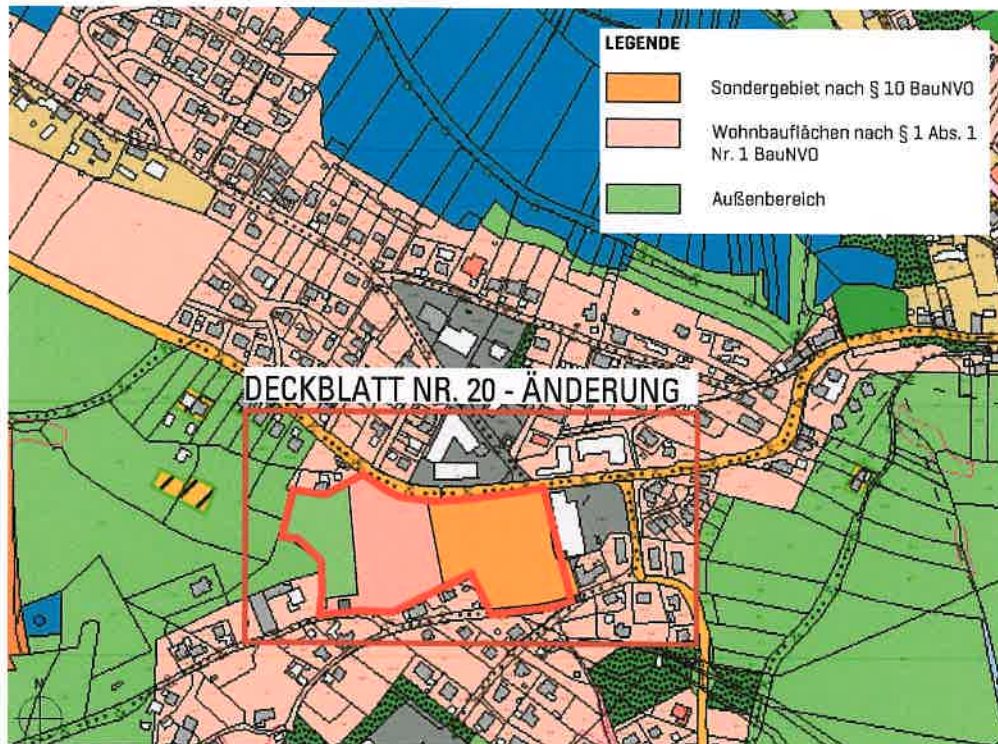 LEGENDE
Sondergebiet nach § 10 BauNVO
Wohnbauflächen nach § 1 Abs. 1
Nr. 1 BauNVO
Außenbereich
DECKBLATT NR. 20 - ÄNDERUNG
N